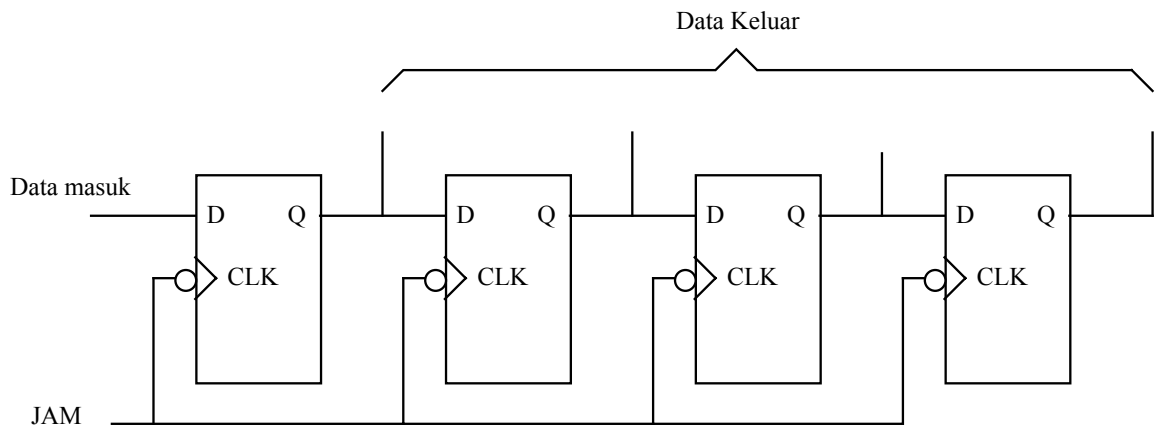 Data Keluar
Data masuk
D Q D Q D Q D Q
CLK CLK CLK CLK
JAM